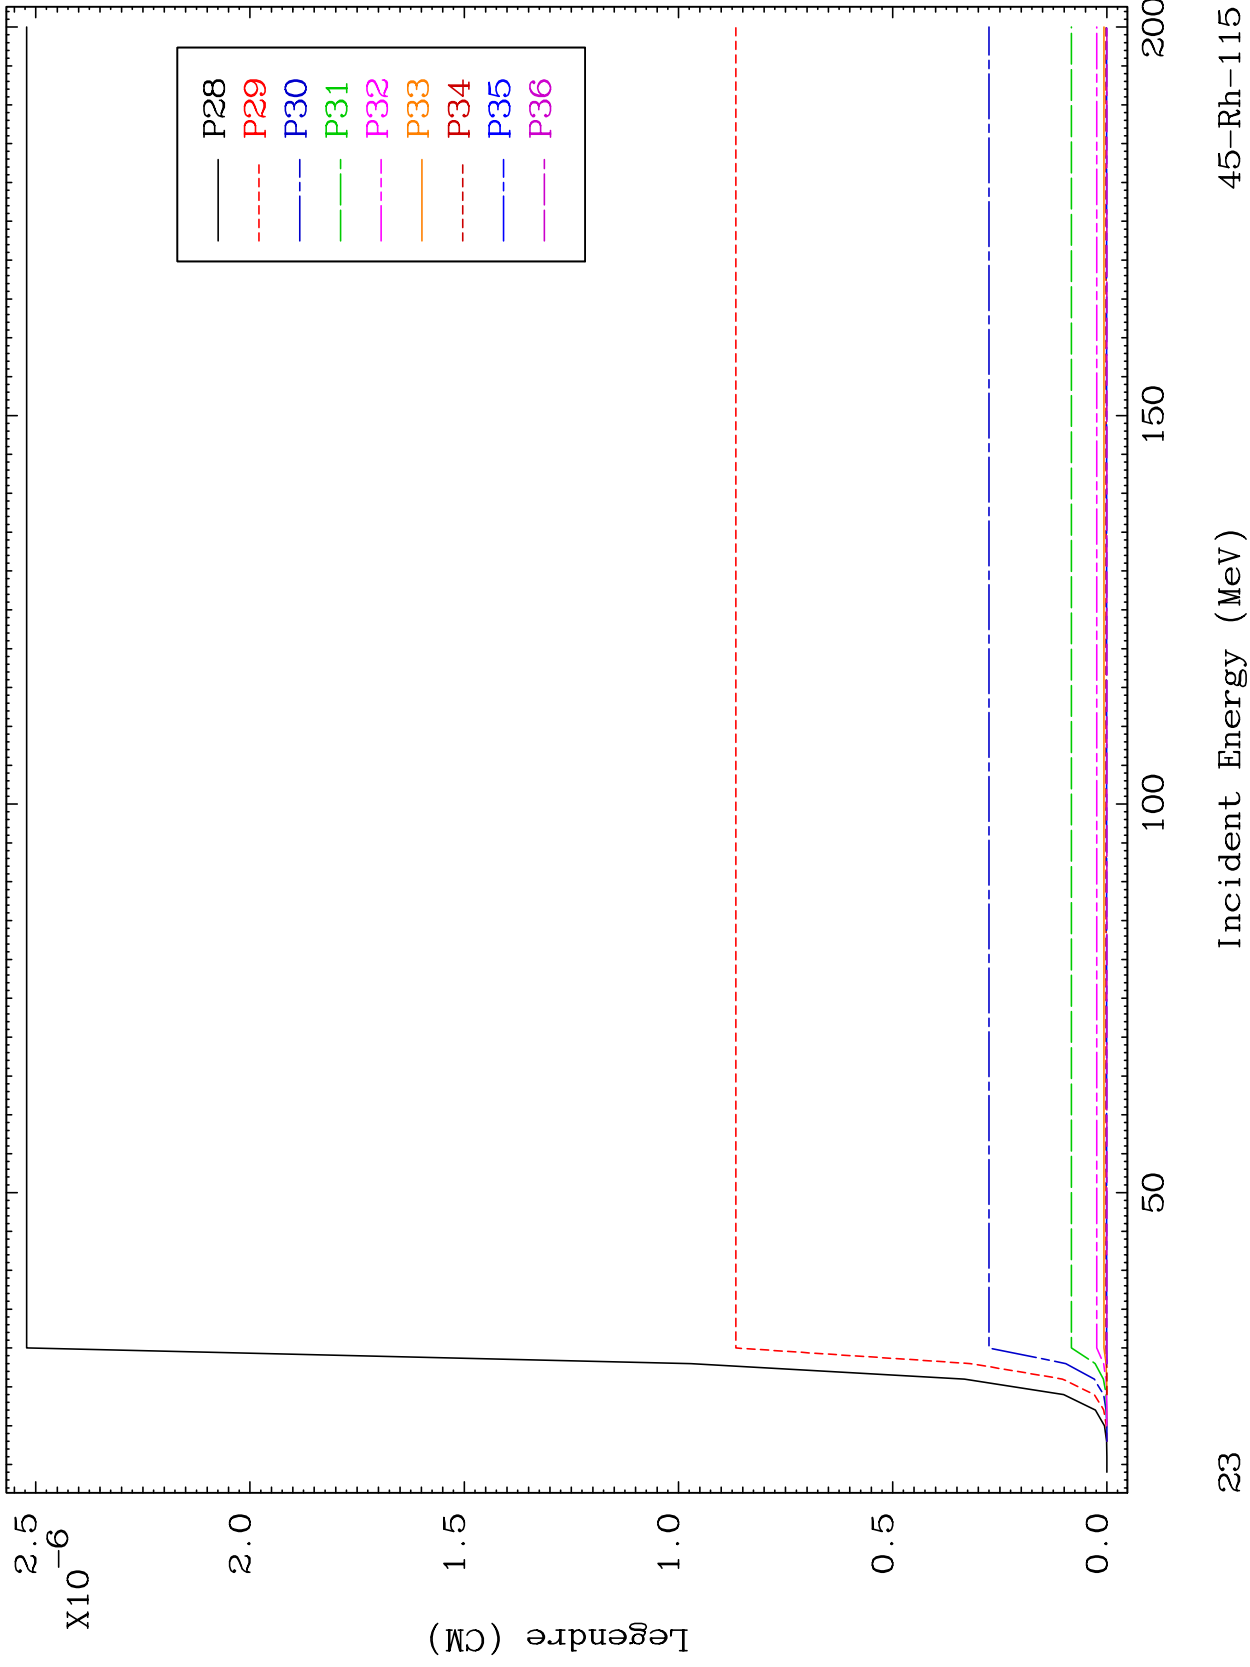 P28
P29
P30
P31
P32
P33
P34
P35
P36
2.5
2.0
1.5
1.0
0.5
0.0
X10-6
Legendre (CM)
50
100
150
200
Incident Energy (MeV)
23
45-Rh-115